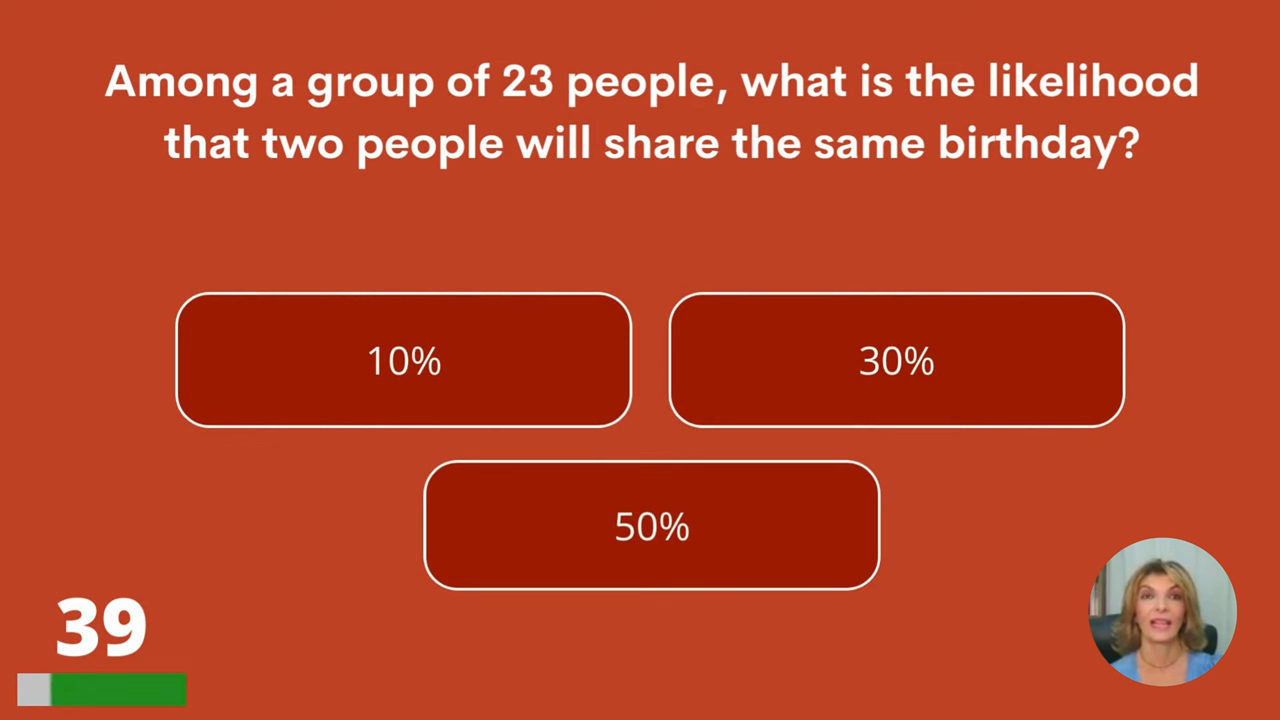 Among a group of 23 people, what is the likelihood
that two people will share the same birthday?
10%
30%
50%
39